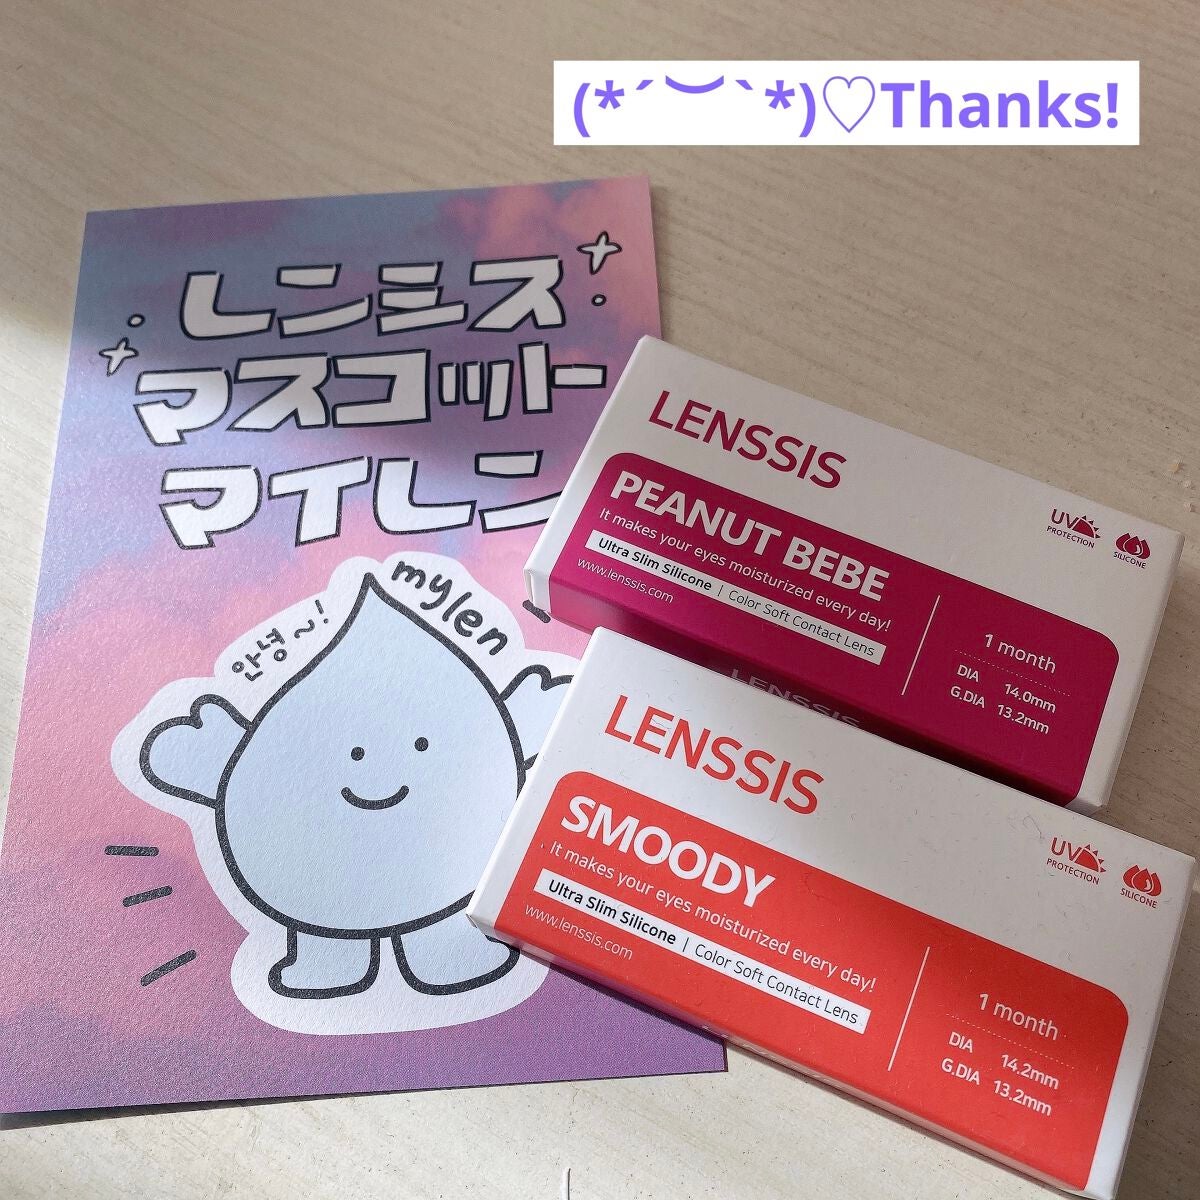 (*´︶`*)♡Thanks!
レンシス
マスコット
マイレン
안녕~!
mylen
LENSSIS
PEANUT BEBE
It makes your eyes moisturized every day!
Ultra Slim Silicone | Color Soft Contact Lens
www.lenssis.com
UV
PROTECTION
SILICONE
1 month
DIA 14.0mm
G.DIA 13.2mm
LENSSIS
LENSSIS
SMOODY
It makes your eyes moisturized every day!
Ultra Slim Silicone | Color Soft Contact Lens
www.lenssis.com
UV
PROTECTION
SILICONE
1 month
DIA 14.2mm
G.DIA 13.2mm